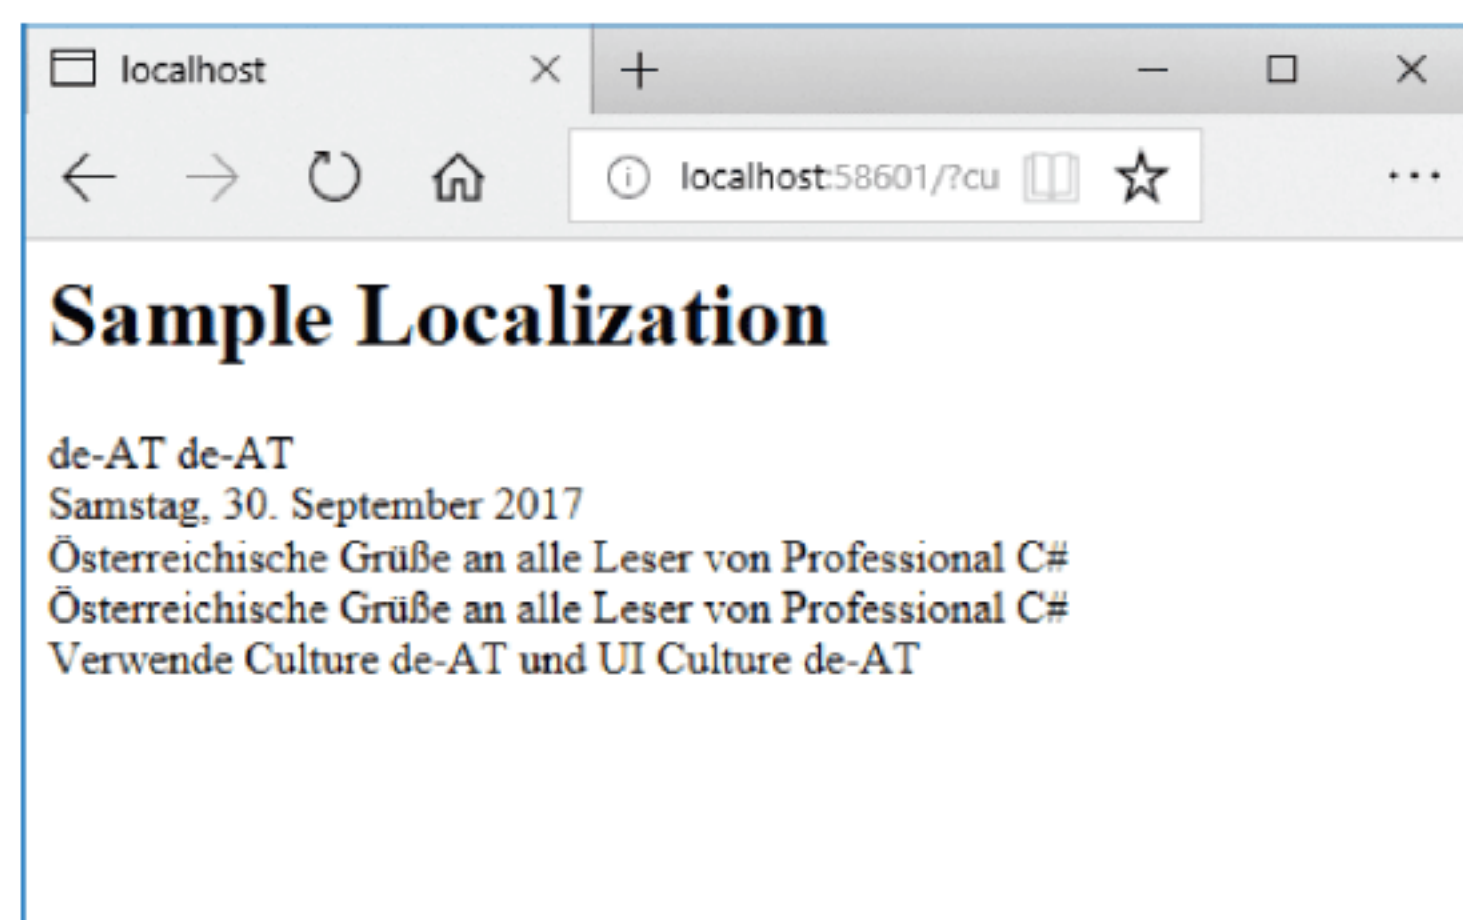 localhost
localhost:58601/?cu
Sample Localization
de-AT de-AT
Samstag, 30. September 2017
Österreichische Grüße an alle Leser von Professional C#
Österreichische Grüße an alle Leser von Professional C#
Verwende Culture de-AT und UI Culture de-AT